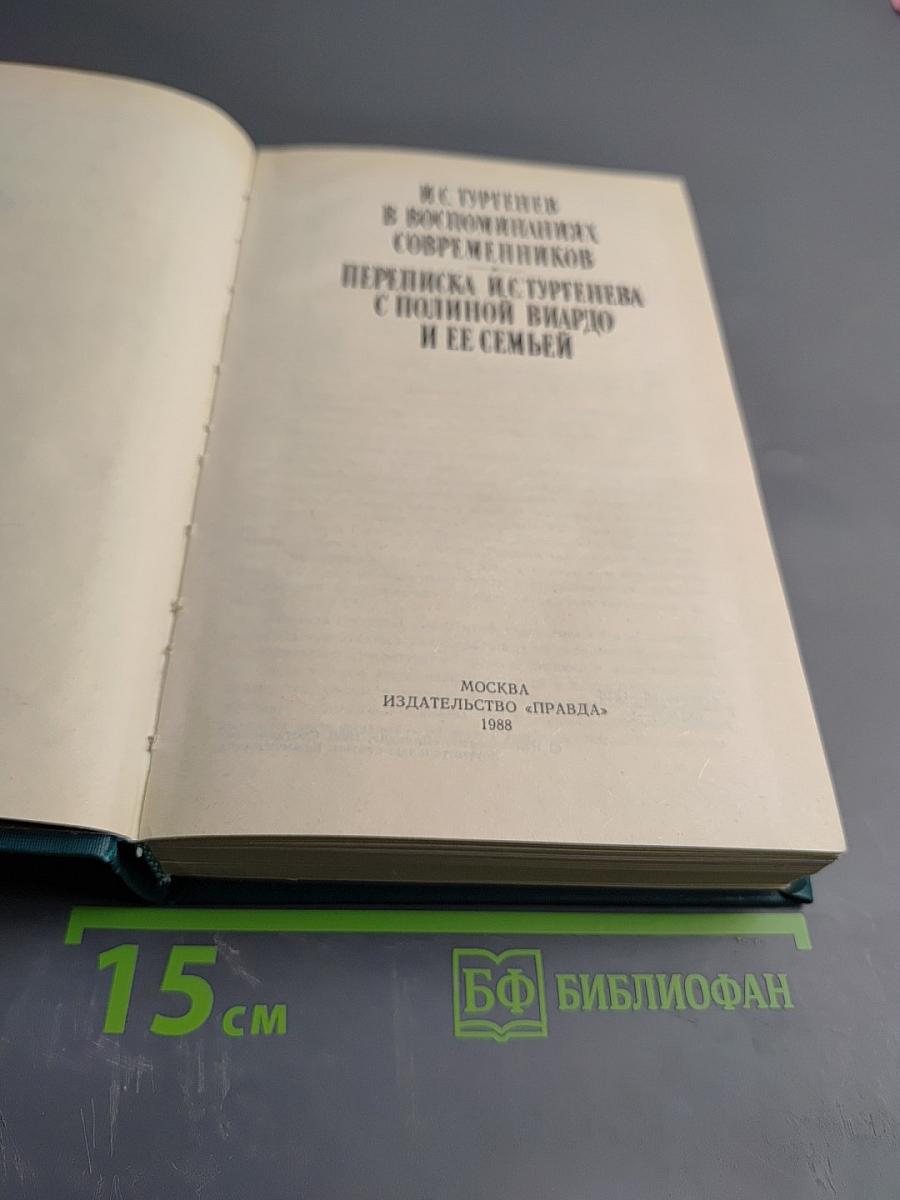 И.С. ТУРГЕНЕВ
В ВОСПОМИНАНИЯХ
СОВРЕМЕННИКОВ
ПЕРЕПИСКА И.С. ТУРГЕНЕВА
С ПОЛИНОЙ ВИАРДО
И ЕЕ СЕМЬЕЙ
МОСКВА
ИЗДАТЕЛЬСТВО «ПРАВДА»
1988
15 см
БФ БИБЛИОФАН